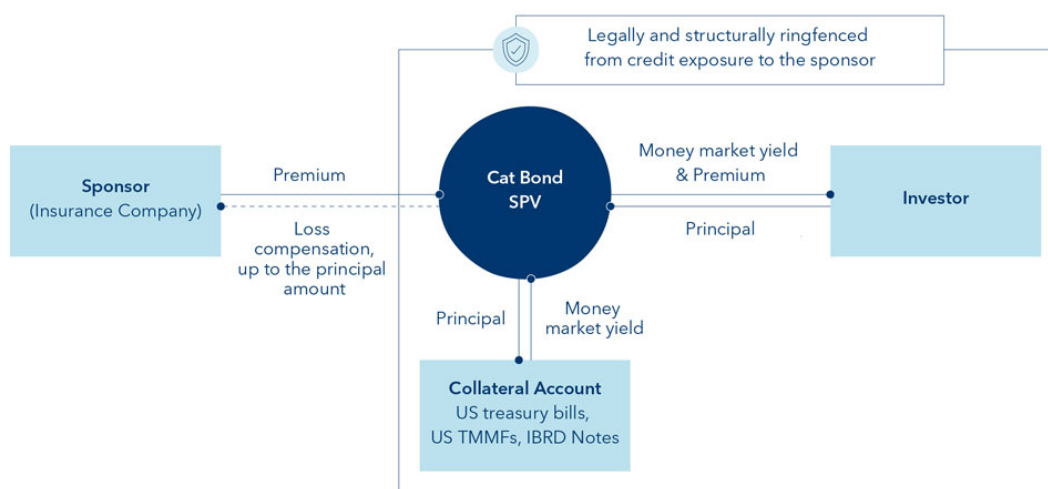 Legally and structurally ringfenced
from credit exposure to the sponsor
Sponsor
(Insurance Company)
Premium
Loss
compensation,
up to the principal
amount
Cat Bond
SPV
Money market yield
& Premium
Principal
Investor
Principal
Money
market yield
Collateral Account
US treasury bills,
US TMMFs, IBRD Notes